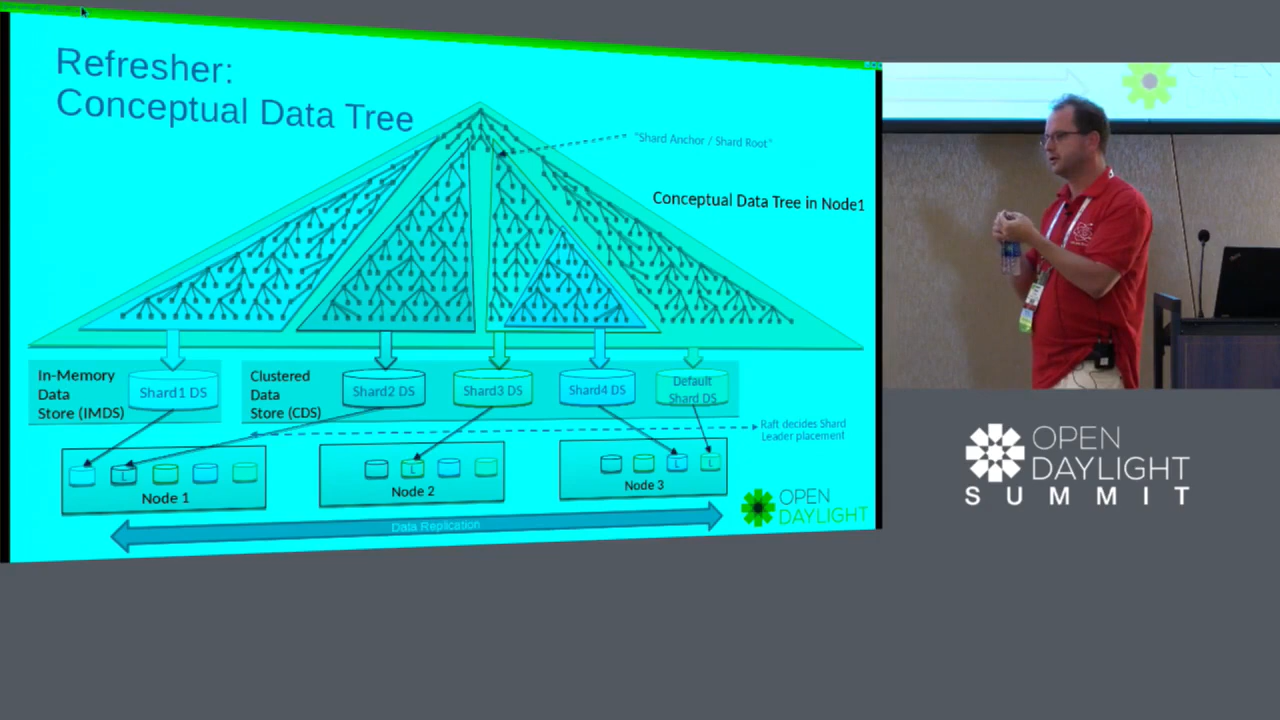 Refresher:
Conceptual Data Tree
"Shard Anchor / Shard Root"
Conceptual Data Tree in Node1
In-Memory
Data
Store (IMDS)
Shard1 DS
Clustered
Data
Store (CDS)
Shard2 DS
Shard3 DS
Shard4 DS
Default
Shard DS
Raft decides Shard
Leader placement
L
L
L
L
Node 1
Node 2
Node 3
Data Replication
OPEN
DAYLIGHT
OPEN
DAYLIGHT
SUMMIT